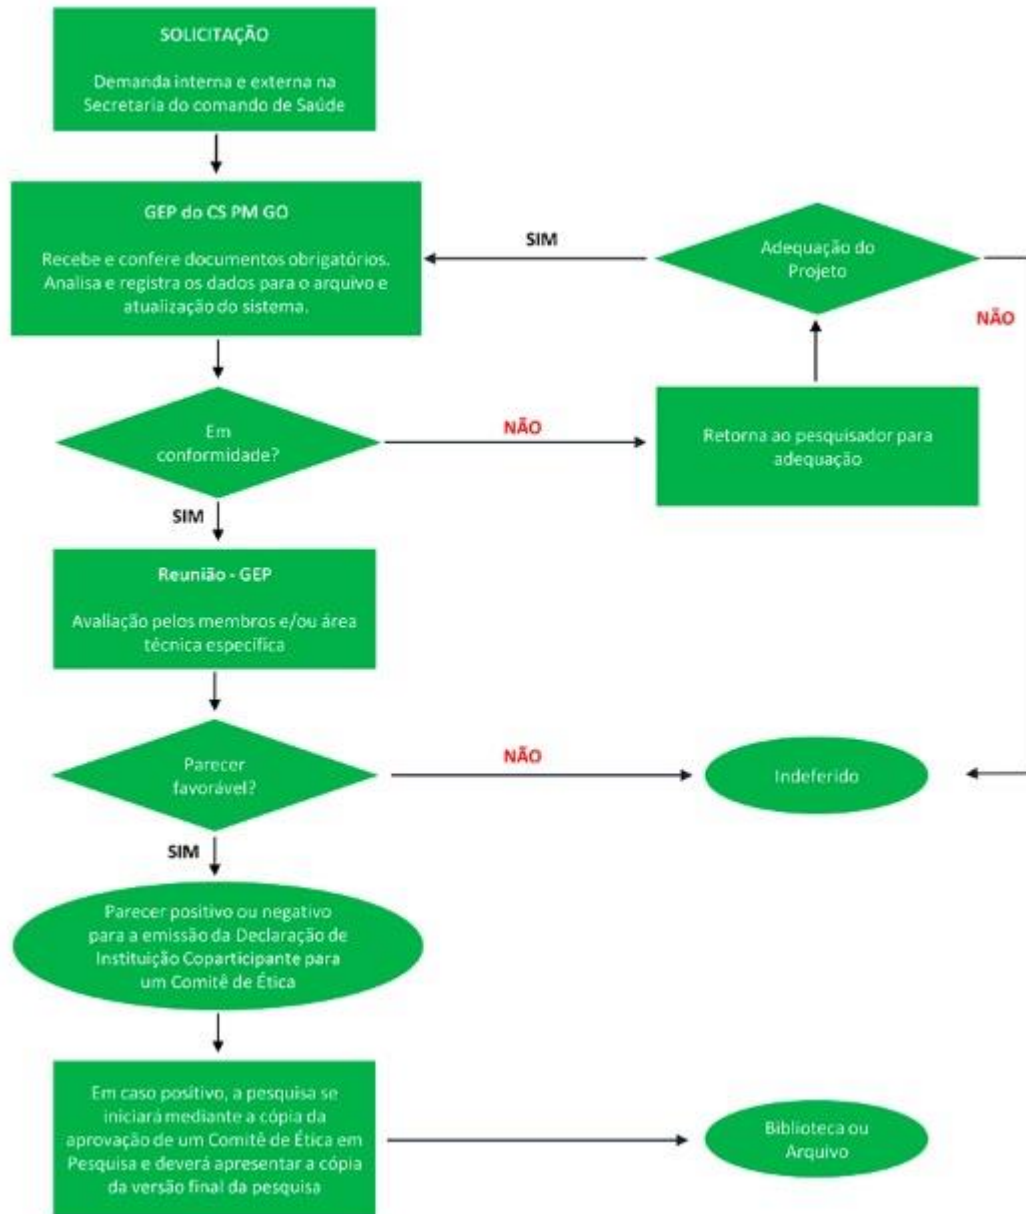 SOLICITAÇÃO
Demanda interna e externa na
Secretaria do comando de Saúde
GEP do CS PM GO
Recebe e confere documentos obrigatórios.
Analisa e registra os dados para o arquivo e
atualização do sistema.
SIM
Adequação do
Projeto
NÃO
Em
conformidade?
NÃO
Retorna ao pesquisador para
adequação
SIM
Reunião - GEP
Avaliação pelos membros e/ou área
técnica específica
Parecer
favorável?
NÃO
Indeferido
SIM
Parecer positivo ou negativo
para a emissão da Declaração de
Instituição Coparticipante para
um Comitê de Ética
Em caso positivo, a pesquisa se
iniciará mediante a cópia da
aprovação de um Comitê de Ética em
Pesquisa e deverá apresentar a cópia
da versão final da pesquisa
Biblioteca ou
Arquivo